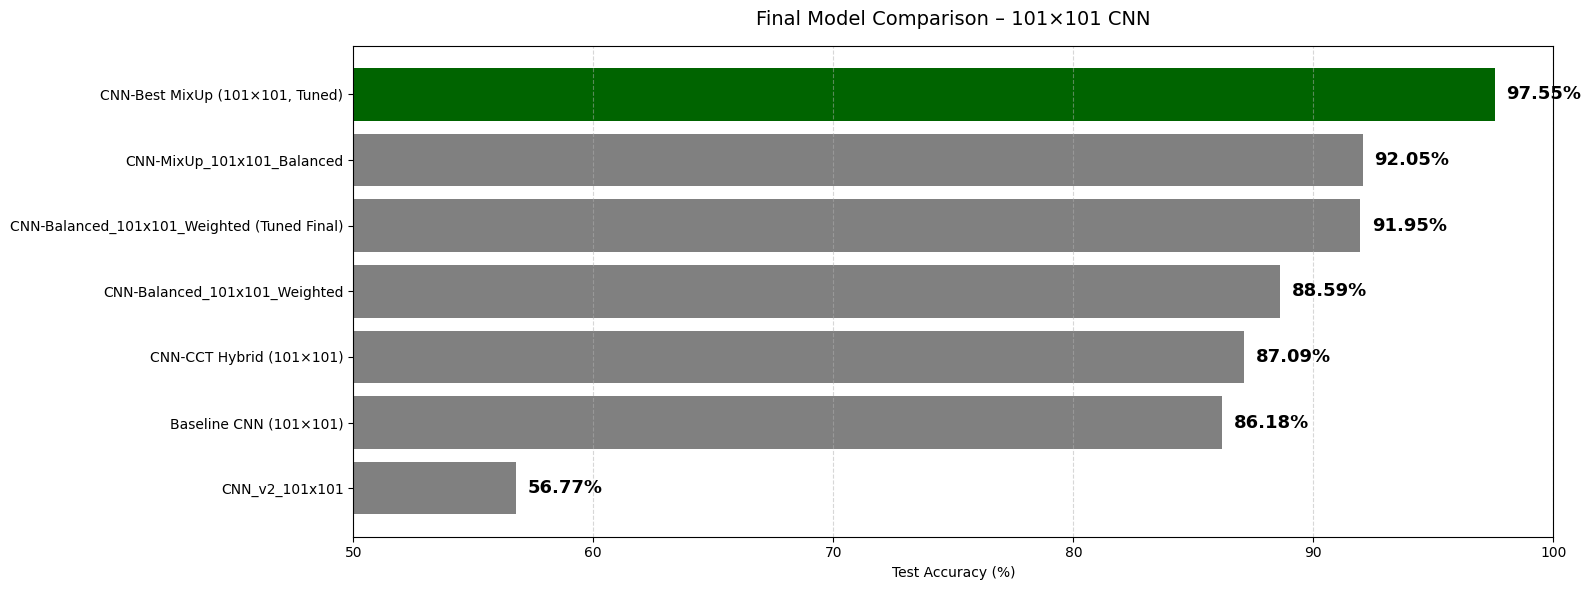 Final Model Comparison – 101×101 CNN
CNN-Best MixUp (101×101, Tuned)
97.55%
CNN-MixUp_101x101_Balanced
92.05%
CNN-Balanced_101x101_Weighted (Tuned Final)
91.95%
CNN-Balanced_101x101_Weighted
88.59%
CNN-CCT Hybrid (101×101)
87.09%
Baseline CNN (101×101)
86.18%
CNN_v2_101x101
56.77%
50 60 70 80 90 100
Test Accuracy (%)